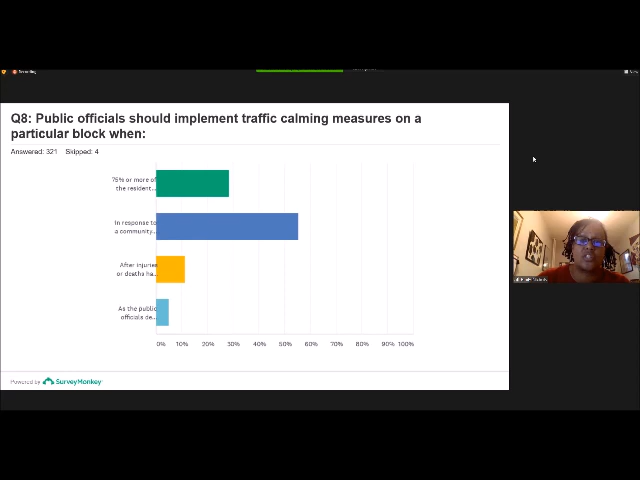 Recording
View
Q8: Public officials should implement traffic calming measures on a
particular block when:
Answered: 321 Skipped: 4
75% or more of
the resident...
In response to
a community...
After injuries
or deaths ha...
As the public
officials de...
0% 10% 20% 30% 40% 50% 60% 70% 80% 90% 100%
Powered by SurveyMonkey